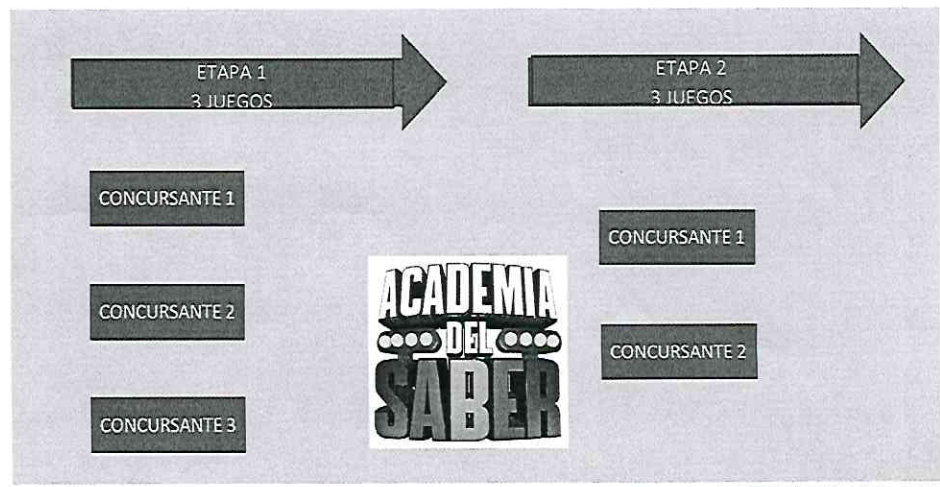 ETAPA 1
3 JUEGOS
ETAPA 2
3 JUEGOS
CONCURSANTE 1
CONCURSANTE 2
CONCURSANTE 3
ACADEMIA
DEL
SABER
CONCURSANTE 1
CONCURSANTE 2